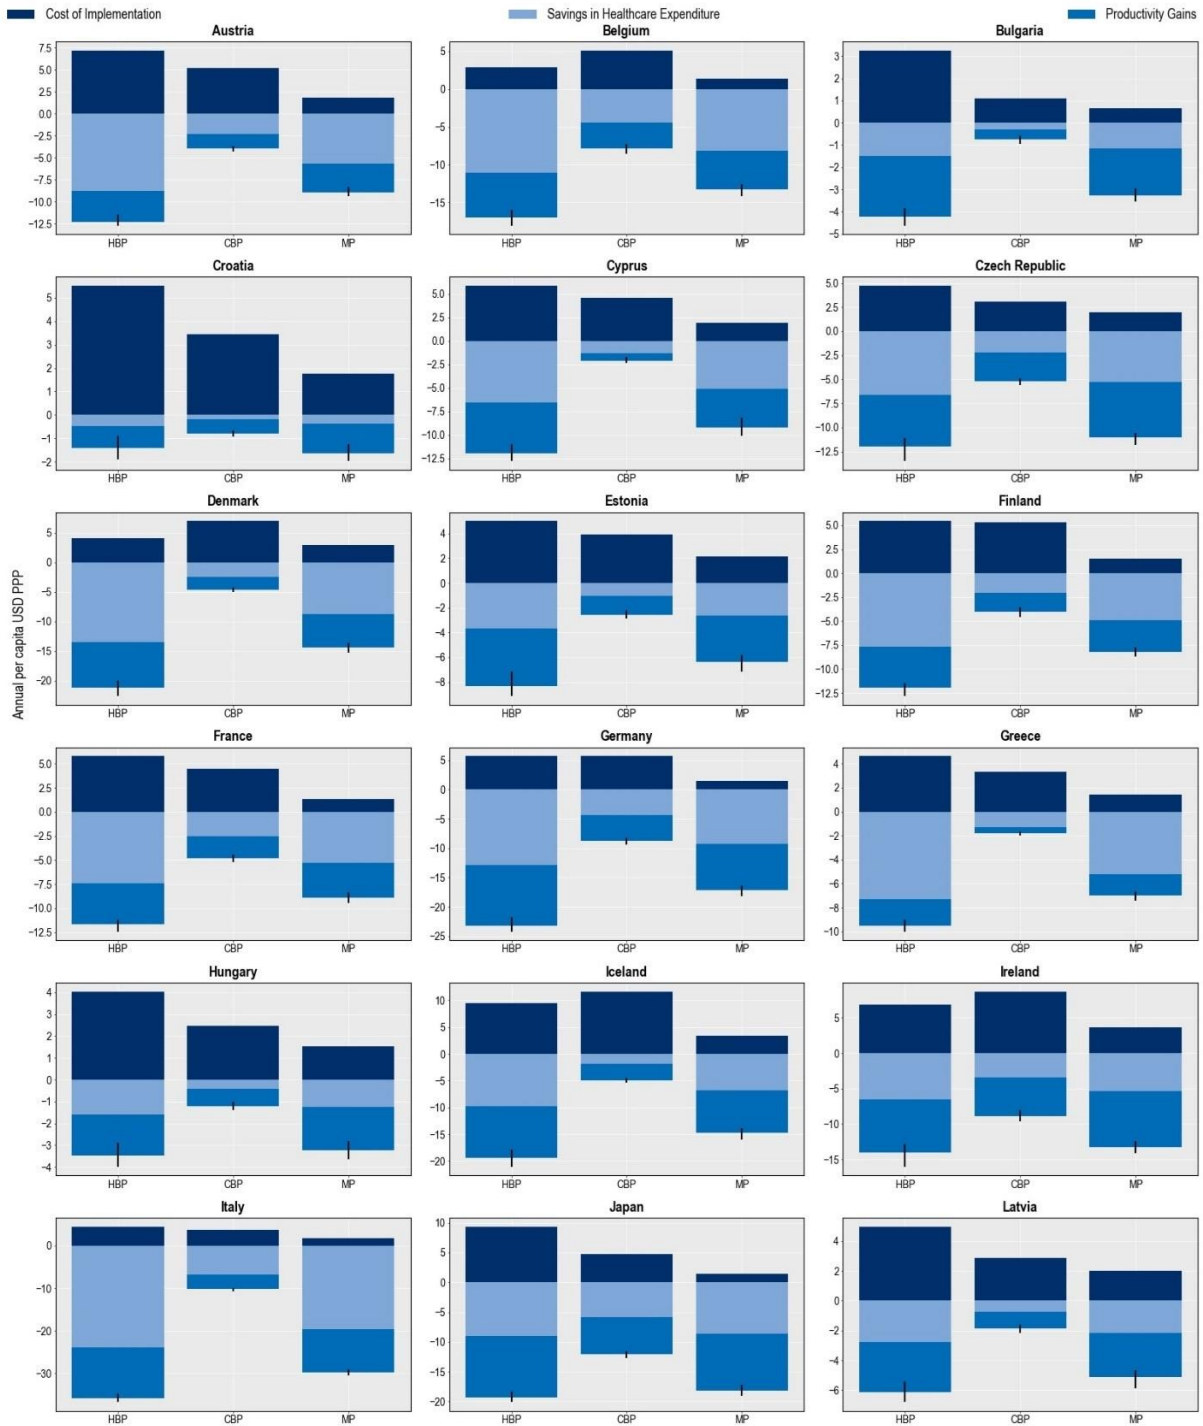 Cost of Implementation Savings in Healthcare Expenditure Productivity Gains
Annual per capita USD PPP
Austria Belgium Bulgaria
7.5 5 3
5.0 0 2
2.5 −5 1
0.0 −10 0
−2.5 −15 −1
−5.0 −2
−7.5 −3
−10.0 −4
−12.5 −5
HBP CBP MP HBP CBP MP HBP CBP MP
Croatia Cyprus Czech Republic
5 5.0 5.0
4 2.5 2.5
3 0.0 0.0
2 −2.5 −2.5
1 −5.0 −5.0
0 −7.5 −7.5
−1 −10.0 −10.0
−2 −12.5 −12.5
HBP CBP MP HBP CBP MP HBP CBP MP
Denmark Estonia Finland
5 4 5.0
0 2 2.5
−5 0 0.0
−10 −2 −2.5
−15 −4 −5.0
−20 −6 −7.5
−8 −10.0
−12.5
HBP CBP MP HBP CBP MP HBP CBP MP
France Germany Greece
5.0 5 4
2.5 0 2
0.0 −5 0
−2.5 −10 −2
−5.0 −15 −4
−7.5 −20 −6
−10.0 −25 −8
−12.5 −10
HBP CBP MP HBP CBP MP HBP CBP MP
Hungary Iceland Ireland
4 10 5
3 5 0
2 0 −5
1 −5 −10
0 −10 −15
−1 −15
−2 −20
−3
−4
HBP CBP MP HBP CBP MP HBP CBP MP
Italy Japan Latvia
0 10 4
−10 5 2
−20 0 0
−30 −5 −2
−10 −4
−15 −6
−20
HBP CBP MP HBP CBP MP HBP CBP MP